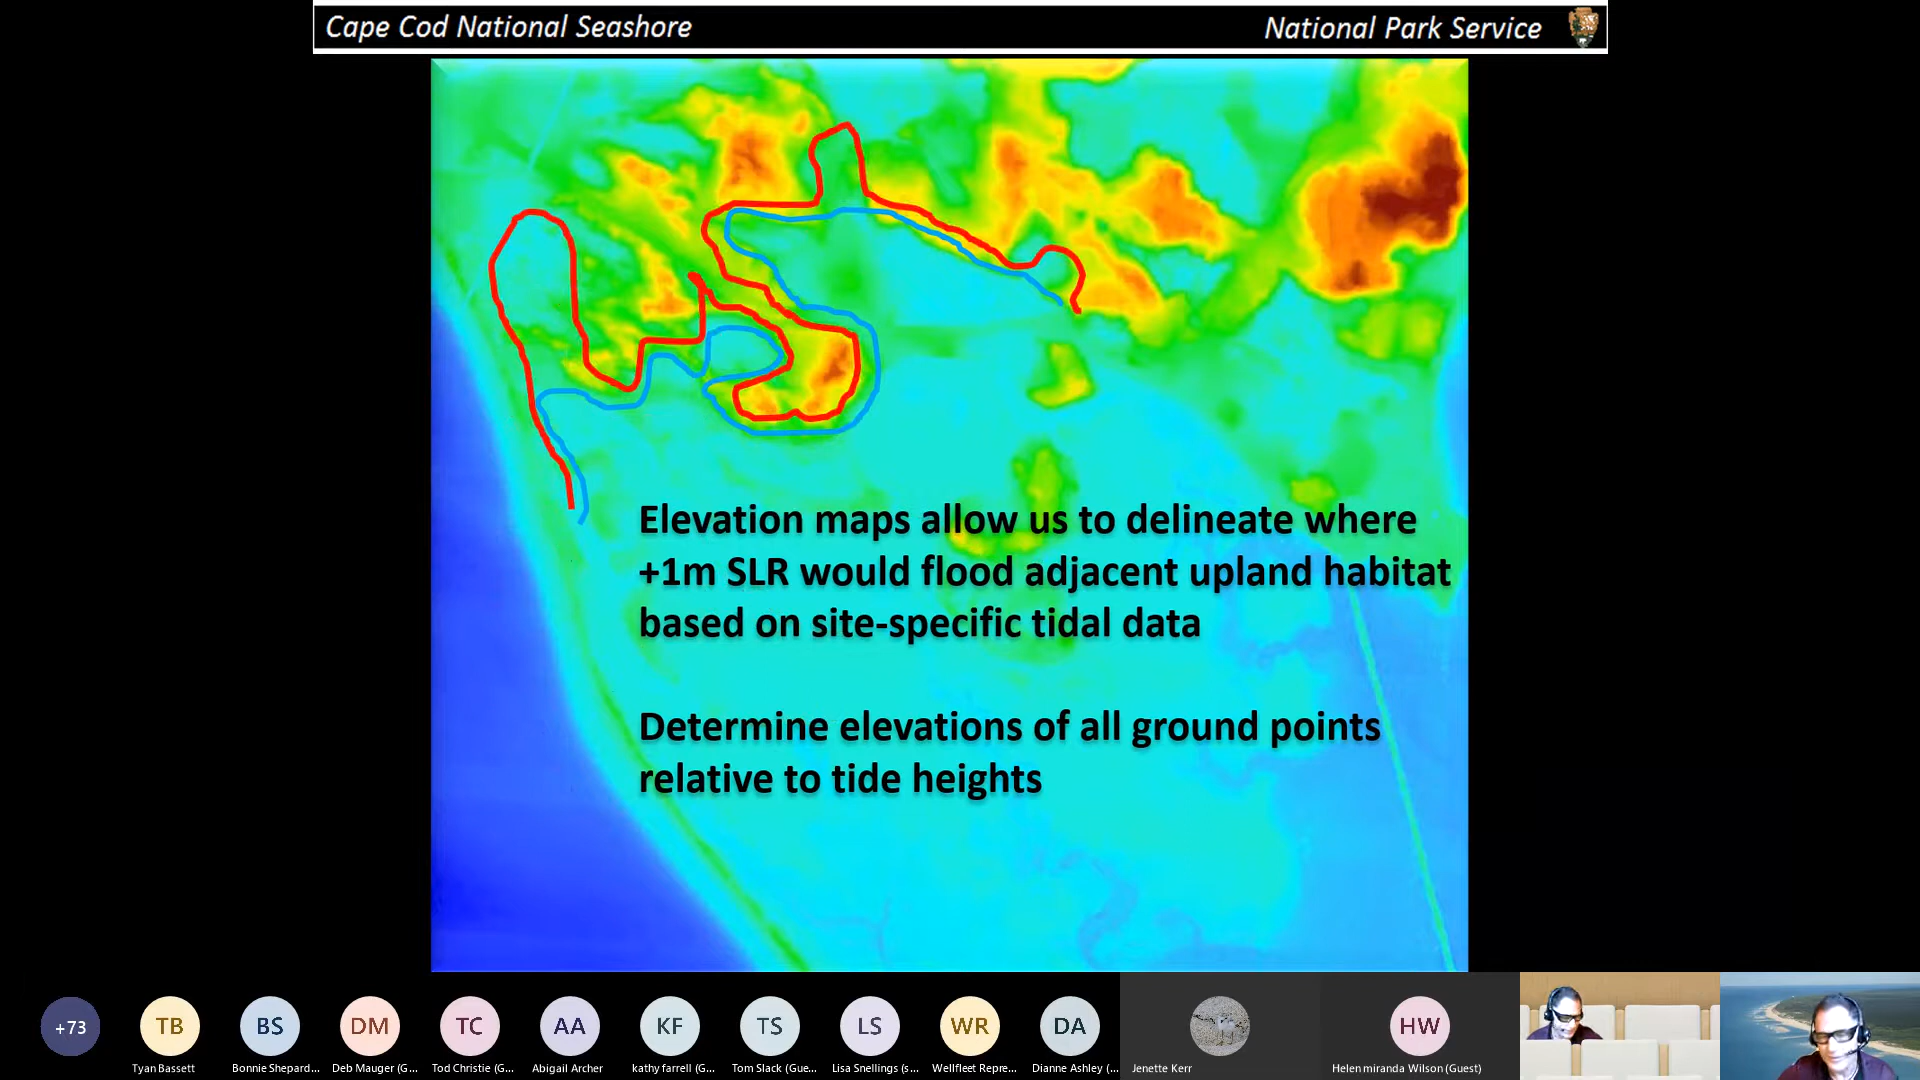 Cape Cod National Seashore
National Park Service
Elevation maps allow us to delineate where
+1m SLR would flood adjacent upland habitat
based on site-specific tidal data
Determine elevations of all ground points
relative to tide heights
+73
TB
BS
DM
TC
AA
KF
TS
LS
WR
DA
HW
Tyan Bassett
Bonnie Shepard...
Deb Mauger (G...
Tod Christie (G...
Abigail Archer
kathy farrell (G...
Tom Slack (Gue...
Lisa Snellings (s...
Wellfleet Repre...
Dianne Ashley (...
Jenette Kerr
Helen miranda Wilson (Guest)